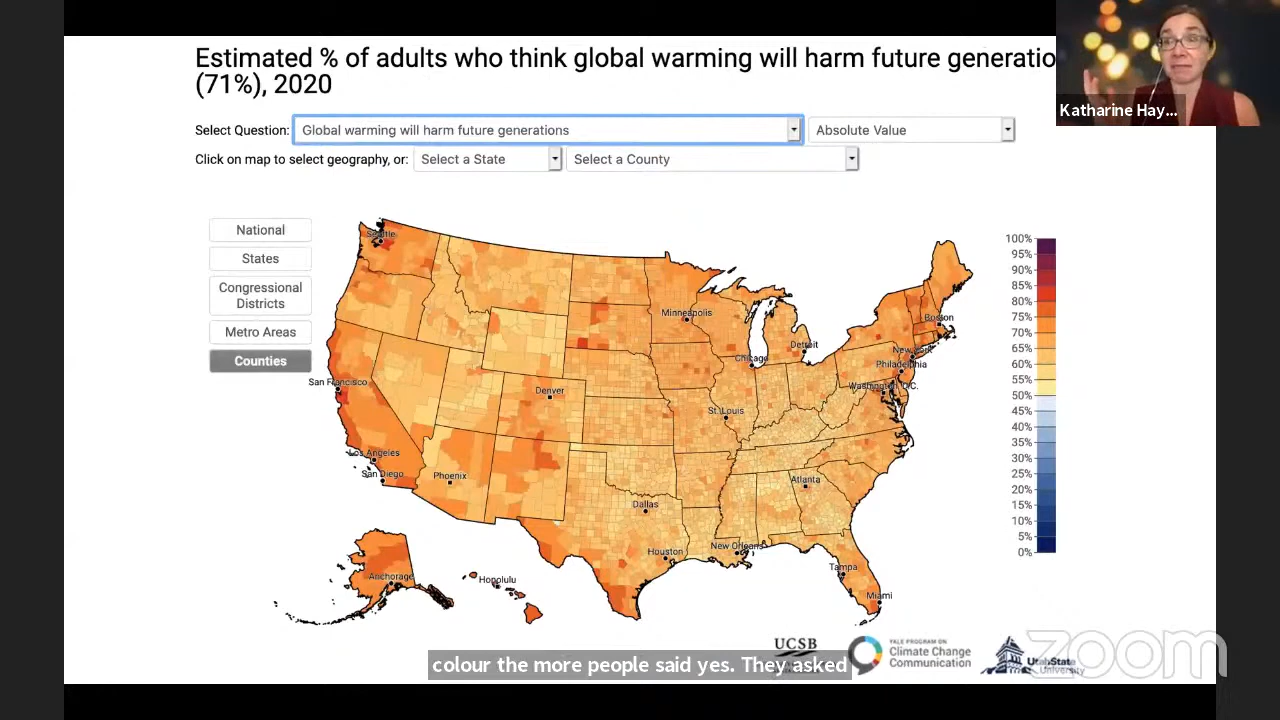 Estimated % of adults who think global warming will harm future generatio
(71%), 2020
Katharine Hay...
Select Question:
Global warming will harm future generations
Absolute Value
Click on map to select geography, or:
Select a State
Select a County
National
States
Congressional
Districts
Metro Areas
Counties
Seattle
Minneapolis
Boston
Detroit
New York
Chicago
Philadelphia
San Francisco
Denver
Washington, D.C.
St. Louis
Los Angeles
San Diego
Phoenix
Atlanta
Dallas
Houston
New Orleans
Tampa
Anchorage
Honolulu
Miami
100%
95%
90%
85%
80%
75%
70%
65%
60%
55%
50%
45%
40%
35%
30%
25%
20%
15%
10%
5%
0%
UCSB
YALE PROGRAM ON
Climate Change
Communication
UtahState
University
zoom
colour the more people said yes. They asked